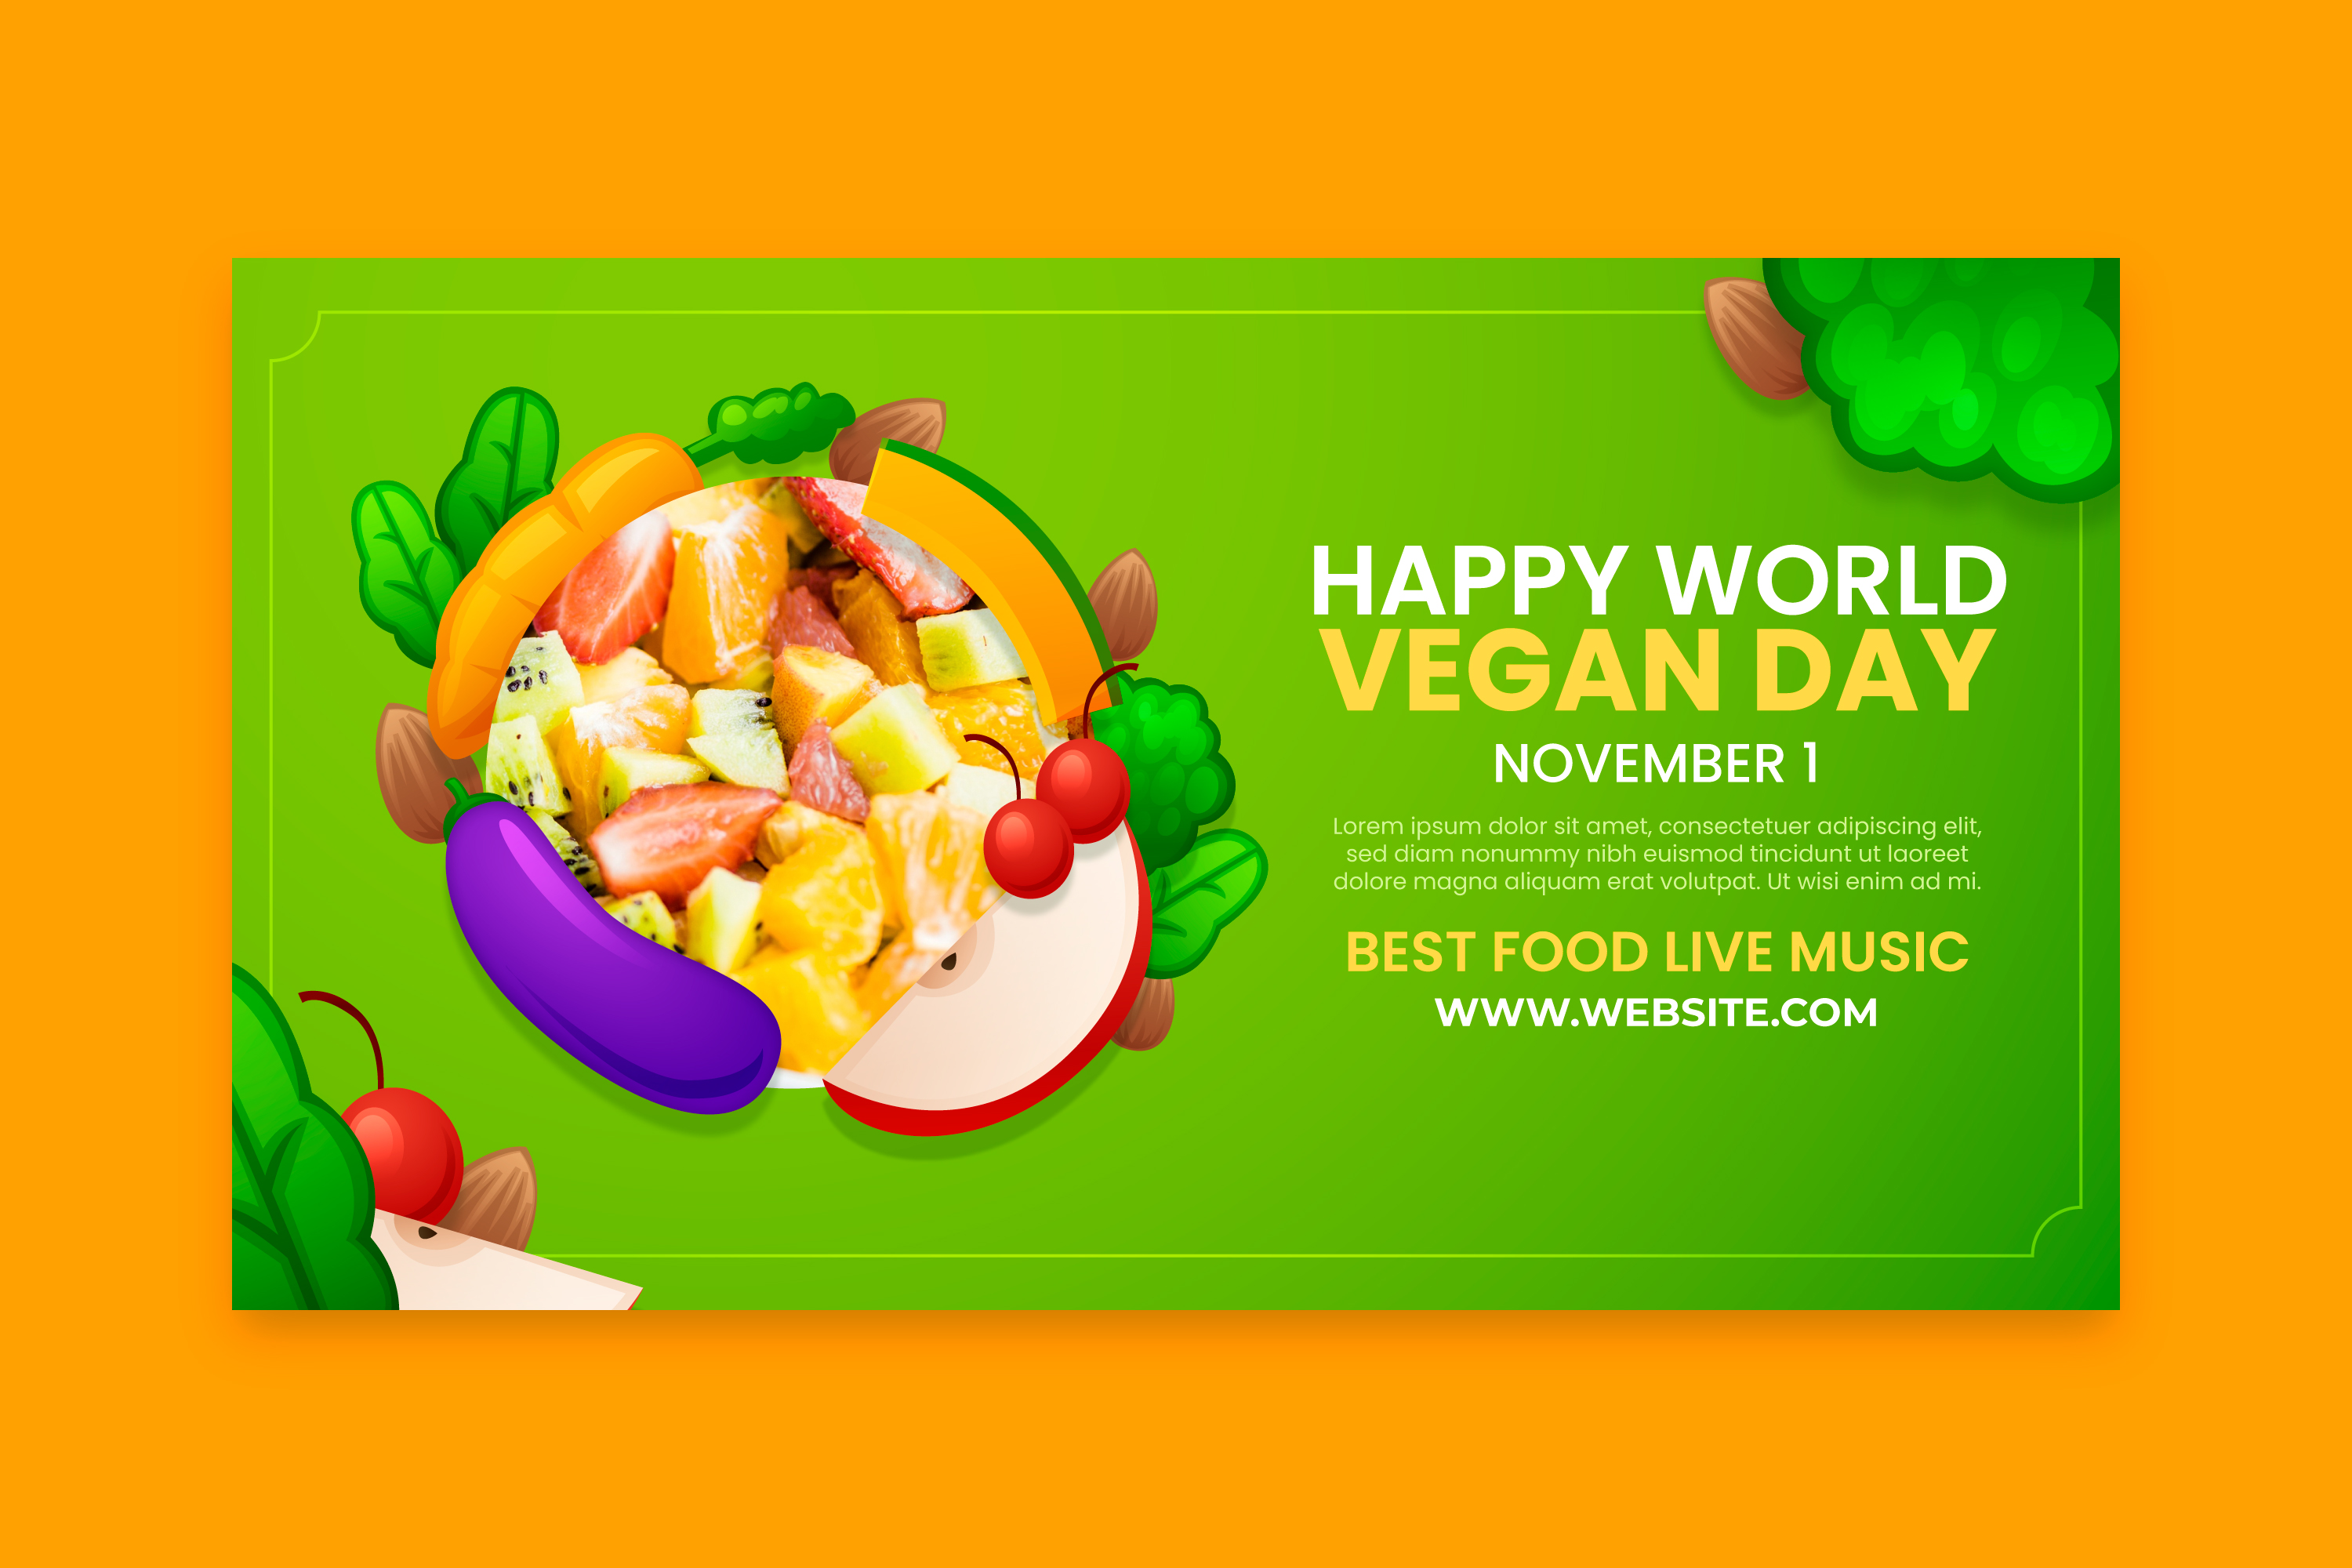 HAPPY WORLD
VEGAN DAY
NOVEMBER 1
Lorem ipsum dolor sit amet, consectetuer adipiscing elit,
sed diam nonummy nibh euismod tincidunt ut laoreet
dolore magna aliquam erat volutpat. Ut wisi enim ad mi.
BEST FOOD LIVE MUSIC
WWW.WEBSITE.COM